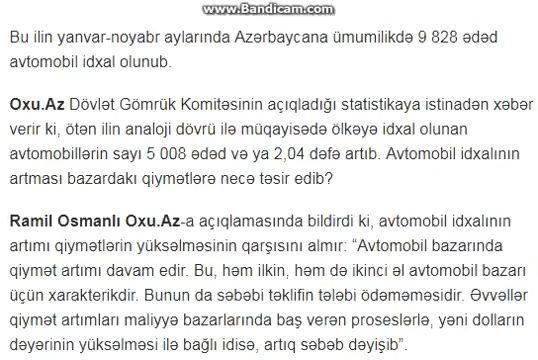 www.Bandicam.com
Bu ilin yanvar-noyabr aylarında Azərbaycana ümumilikdə 9 828 ədəd
avtomobil idxal olunub.
Oxu.Az Dövlət Gömrük Komitəsinin açıqladığı statistikaya istinadən xəbər
verir ki, ötən ilin analoji dövrü ilə müqayisədə ölkəyə idxal olunan
avtomobillərin sayı 5 008 ədəd və ya 2,04 dəfə artıb. Avtomobil idxalının
artması bazardakı qiymətlərə necə təsir edib?
Ramil Osmanlı Oxu.Az-a açıqlamasında bildirdi ki, avtomobil idxalının
artımı qiymətlərin yüksəlməsinin qarşısını almır: “Avtomobil bazarında
qiymət artımı davam edir. Bu, həm ilkin, həm də ikinci əl avtomobil bazarı
üçün xarakterikdir. Bunun da səbəbi təklifin tələbi ödəməməsidir. Əvvəllər
qiymət artımları maliyyə bazarlarında baş verən proseslərlə, yəni dolların
dəyərinin yüksəlməsi ilə bağlı idisə, artıq səbəb dəyişib”.